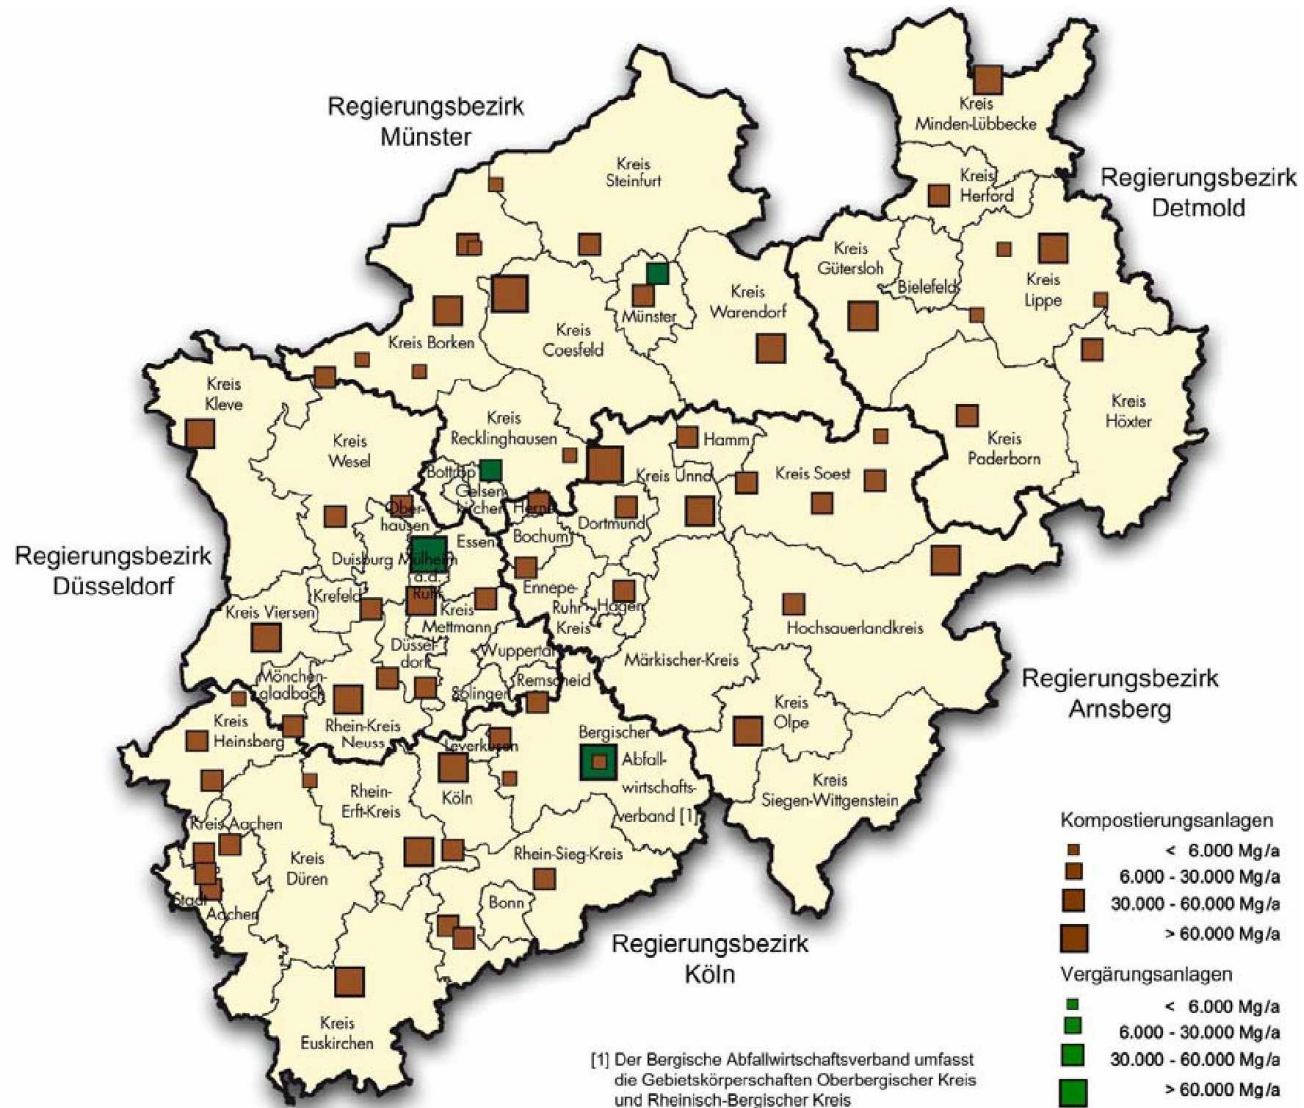 Regierungsbezirk
Münster
Kreis
Minden-Lübbecke
Kreis
Steinfurt
Kreis
Herford
Regierungsbezirk
Detmold
Kreis
Gütersloh
Bielefeld
Kreis
Lippe
Kreis
Warendorf
Münster
Kreis Borken
Kreis
Coesfeld
Kreis
Kleve
Kreis
Höxter
Kreis
Recklinghausen
Hamm
Kreis
Wesel
Kreis
Paderborn
Bottrop
Kreis Unna
Kreis Soest
Gelsen-
kirchen
Ober-
hausen
Herne
Dortmund
Regierungsbezirk
Düsseldorf
Essen
Bochum
Duisburg
Mülheim
a.d.
Ruhr
Krefeld
Kreis Viersen
Kreis
Mettmann
Ennepe-
Ruhr-
Kreis
Hagen
Hochsauerlandkreis
Düssel-
dorf
Wuppertal
Märkischer-Kreis
Mönchen-
gladbach
Solingen
Remscheid
Regierungsbezirk
Arnsberg
Kreis
Olpe
Kreis
Heinsberg
Rhein-Kreis
Neuss
Leverkusen
Bergischer
Abfall-
wirtschafts-
verband [1]
Kreis
Siegen-Wittgenstein
Rhein-
Erft-Kreis
Köln
Kreis Aachen
Kreis
Düren
Rhein-Sieg-Kreis
Stadt
Aachen
Bonn
Regierungsbezirk
Köln
Kreis
Euskirchen
Kompostierungsanlagen
< 6.000 Mg/a
6.000 - 30.000 Mg/a
30.000 - 60.000 Mg/a
> 60.000 Mg/a
Vergärungsanlagen
< 6.000 Mg/a
6.000 - 30.000 Mg/a
30.000 - 60.000 Mg/a
> 60.000 Mg/a
[1] Der Bergische Abfallwirtschaftsverband umfasst
die Gebietskörperschaften Oberbergischer Kreis
und Rheinisch-Bergischer Kreis